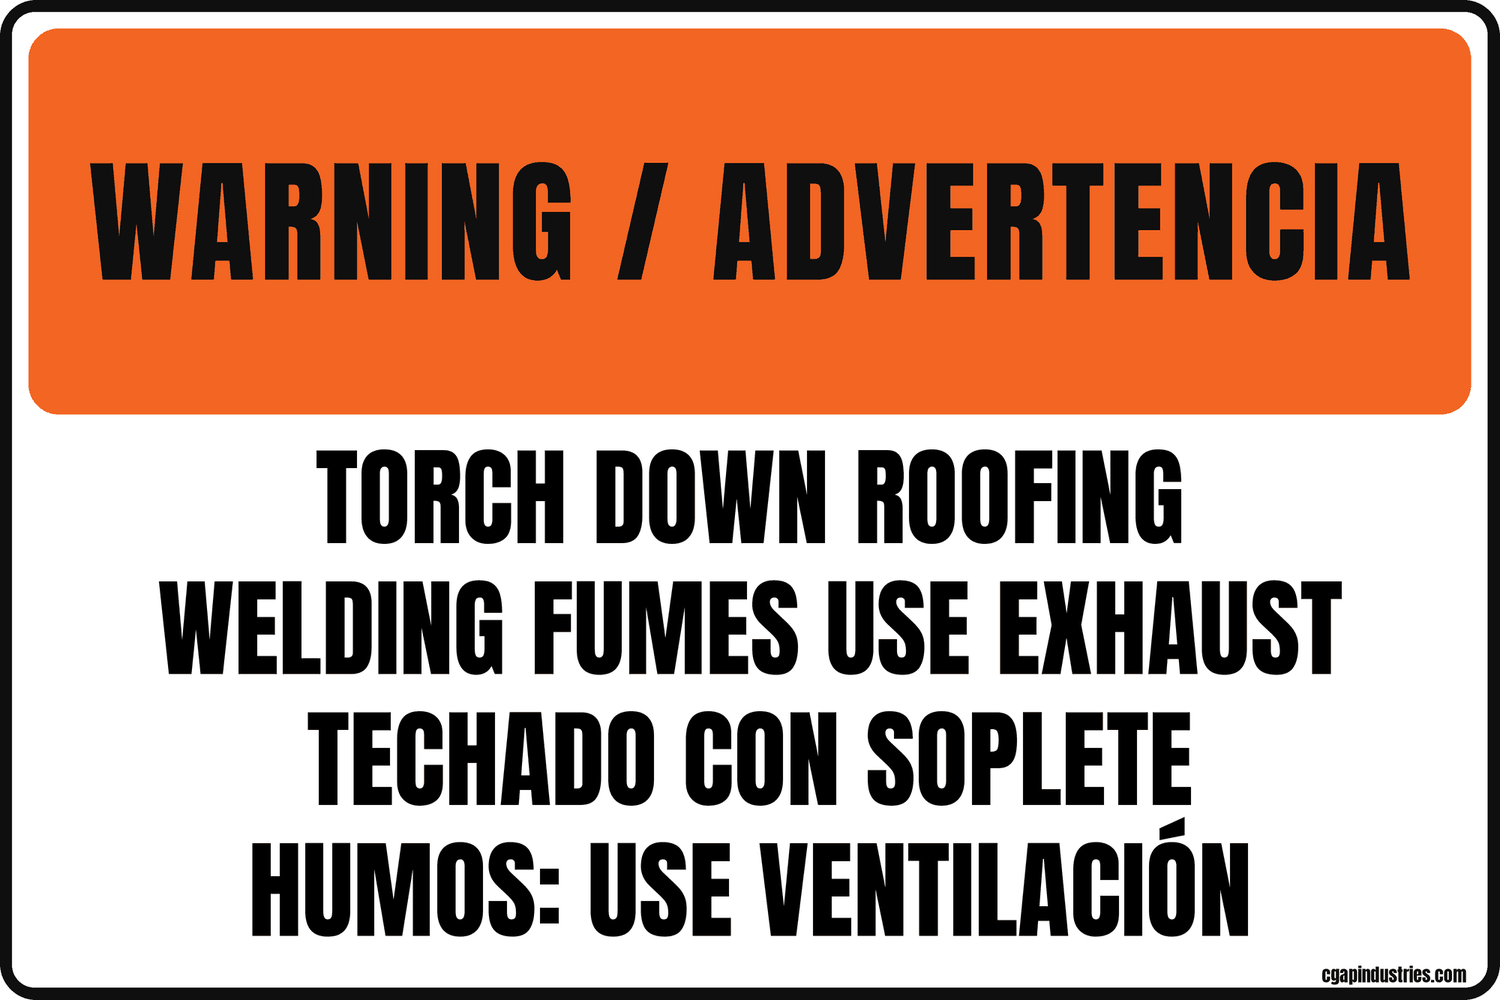 WARNING / ADVERTENCIA
TORCH DOWN ROOFING
WELDING FUMES USE EXHAUST
TECHADO CON SOPLETE
HUMOS: USE VENTILACIÓN
cgapindustries.com